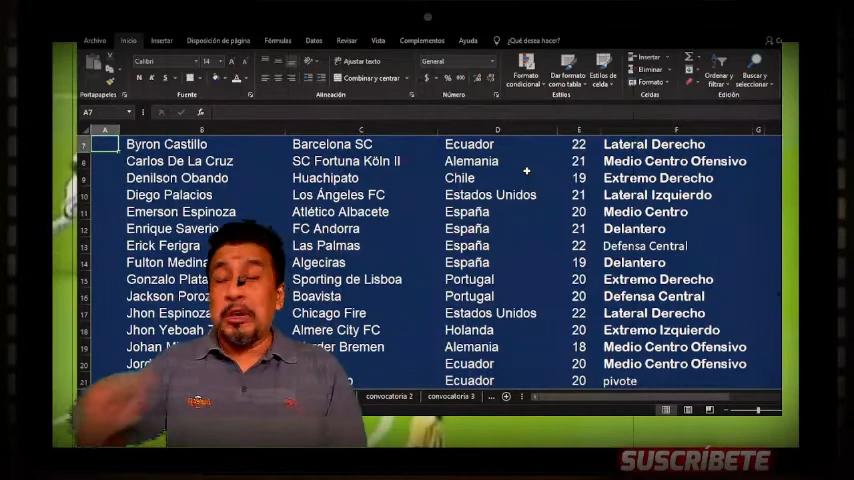 Archivo Inicio Insertar Disposición de página Fórmulas Datos Revisar Vista Complementos Ayuda ¿Qué desea hacer?
Calibri 14 Ajustar texto General Insertar
N K S Combinar y centrar Formato condicional Dar formato como tabla Estilos de celda Eliminar Ordenar y filtrar Buscar y seleccionar
Formato
Portapapeles Fuente Alineación Número Estilos Celdas Edición
A7 fx
A B C D E F G
7 Byron Castillo Barcelona SC Ecuador 22 Lateral Derecho
8 Carlos De La Cruz SC Fortuna Köln II Alemania 21 Medio Centro Ofensivo
9 Denilson Obando Huachipato Chile 19 Extremo Derecho
10 Diego Palacios Los Ángeles FC Estados Unidos 21 Lateral Izquierdo
11 Emerson Espinoza Atlético Albacete España 20 Medio Centro
12 Enrique Saverio FC Andorra España 21 Delantero
13 Erick Ferigra Las Palmas España 22 Defensa Central
14 Fulton Medina Algeciras España 19 Delantero
15 Gonzalo Plata Sporting de Lisboa Portugal 20 Extremo Derecho
16 Jackson Poroz Boavista Portugal 20 Defensa Central
17 Jhon Espinoza Chicago Fire Estados Unidos 22 Lateral Derecho
18 Jhon Yeboah Almere City FC Holanda 20 Extremo Izquierdo
19 Johan Bremen Alemania 18 Medio Centro Ofensivo
20 Ecuador 20 Medio Centro Ofensivo
21 Ecuador 20 pivote
convocatoria 2 convocatoria 3 ...
SUSCRÍBETE